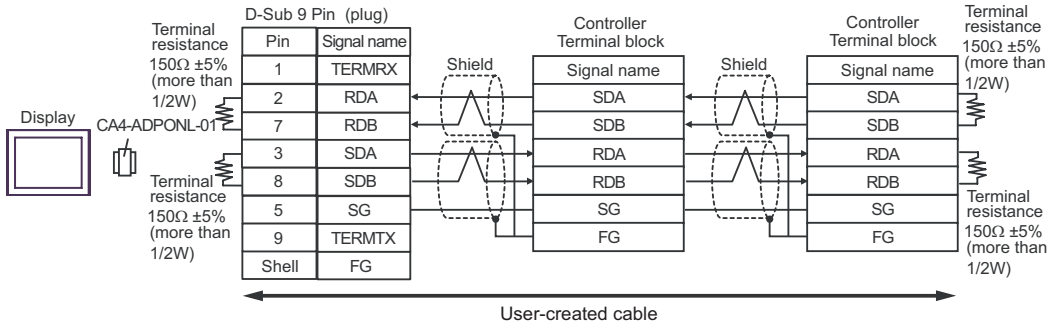 D-Sub 9 Pin (plug)
Terminal
resistance
150Ω ±5%
(more than
1/2W)
Pin Signal name
1 TERMRX
2 RDA
7 RDB
3 SDA
8 SDB
5 SG
9 TERMTX
Shell FG
Display
CA4-ADPONL-01
Terminal
resistance
150Ω ±5%
(more than
1/2W)
Shield
Controller
Terminal block
Signal name
SDA
SDB
RDA
RDB
SG
FG
Shield
Controller
Terminal block
Signal name
SDA
SDB
RDA
RDB
SG
FG
Terminal
resistance
150Ω ±5%
(more than
1/2W)
Terminal
resistance
150Ω ±5%
(more than
1/2W)
User-created cable